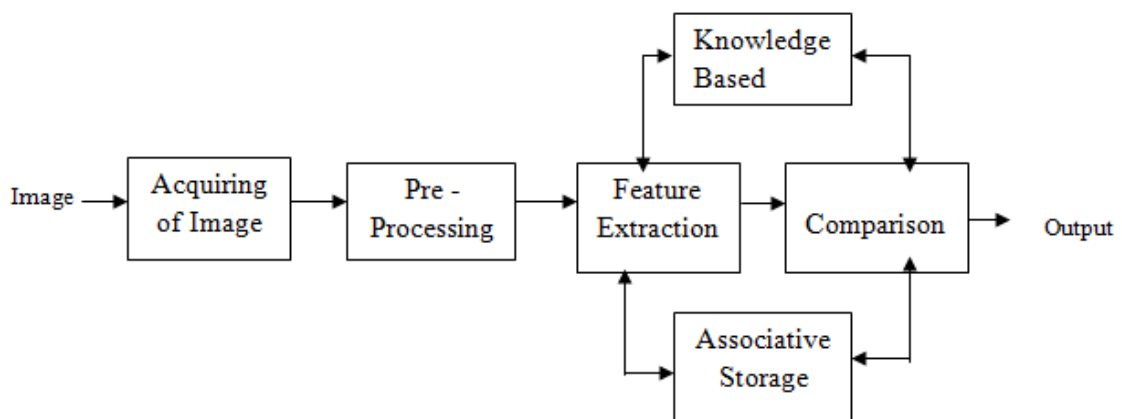 Knowledge
Based
Image
Acquiring
of Image
Pre -
Processing
Feature
Extraction
Comparison
Output
Associative
Storage